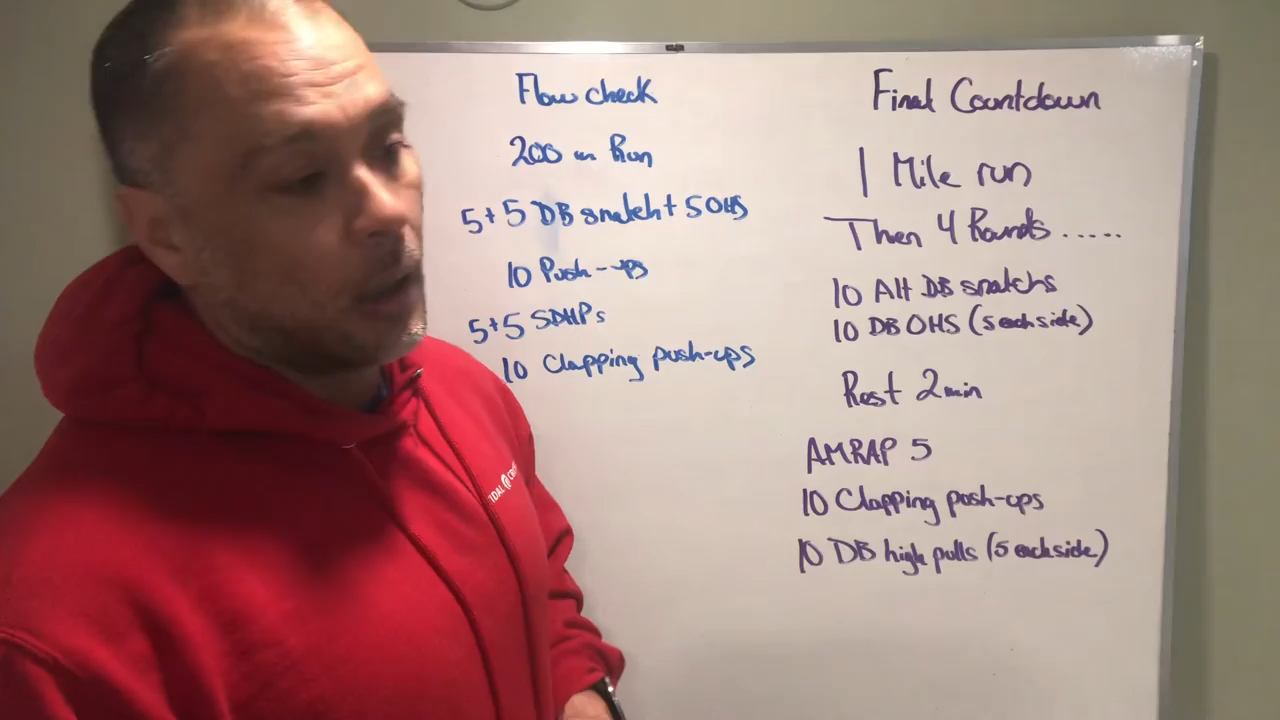 Flow check
200 m Run
5+5 DB snatch + 5 OHS
10 Push-ups
5+5 SDHPs
10 Clapping push-ups
Final Countdown
1 Mile run
Then 4 Rounds .....
10 Alt DB snatchs
10 DB OHS (5 each side)
Rest 2 min
AMRAP 5
10 Clapping push-ups
10 DB high pulls (5 each side)